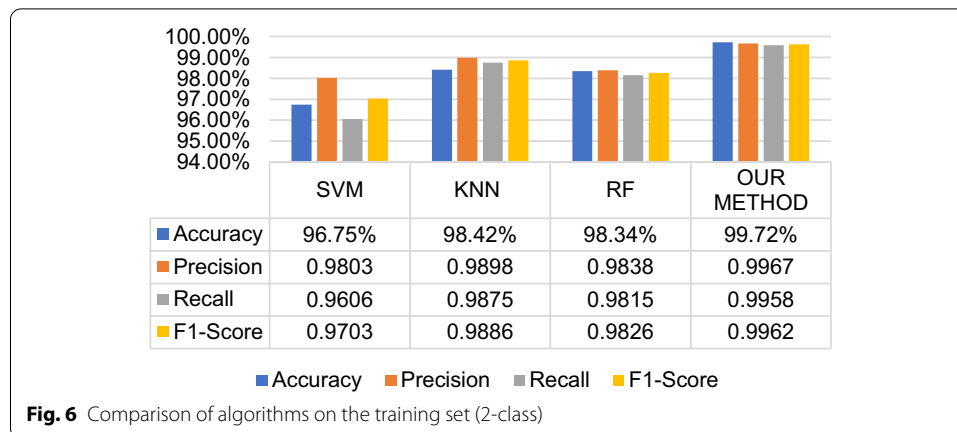 100.00%
99.00%
98.00%
97.00%
96.00%
95.00%
94.00%
SVM KNN RF OUR METHOD
Accuracy 96.75% 98.42% 98.34% 99.72%
Precision 0.9803 0.9898 0.9838 0.9967
Recall 0.9606 0.9875 0.9815 0.9958
F1-Score 0.9703 0.9886 0.9826 0.9962
Accuracy Precision Recall F1-Score
Fig. 6 Comparison of algorithms on the training set (2-class)